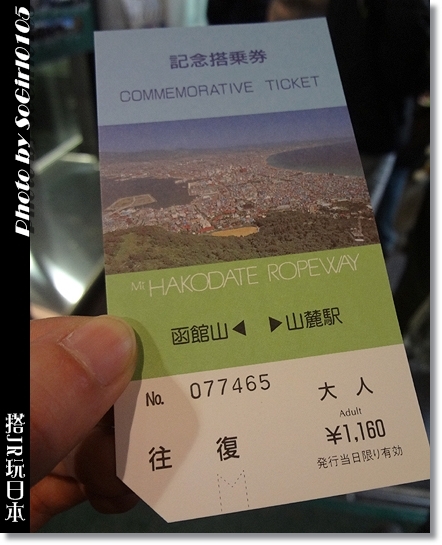 Photo by SoGirl0105
搭JR玩日本
記念搭乗券
COMMEMORATIVE TICKET
Mt. HAKODATE ROPEWAY
函館山◀ ▶山麓駅
No. 077465
大人
Adult
¥1,160
往復
発行当日限り有効